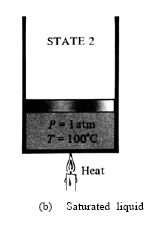 STATE 2
P = 1 atm
T = 100°C
Heat
(b) Saturated liquid